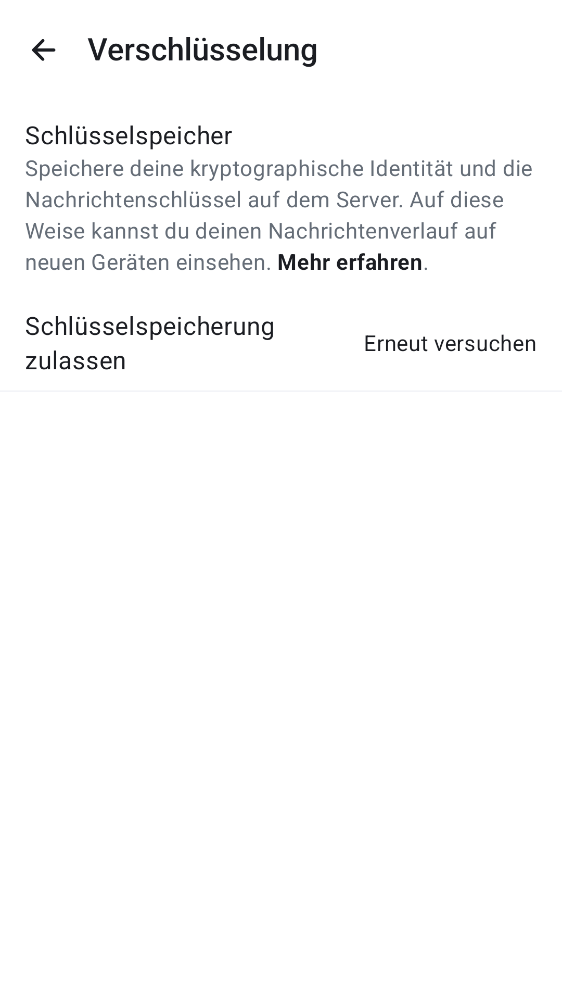 Verschlüsselung
Schlüsselspeicher
Speichere deine kryptographische Identität und die
Nachrichtenschlüssel auf dem Server. Auf diese
Weise kannst du deinen Nachrichtenverlauf auf
neuen Geräten einsehen. Mehr erfahren.
Schlüsselspeicherung
zulassen
Erneut versuchen